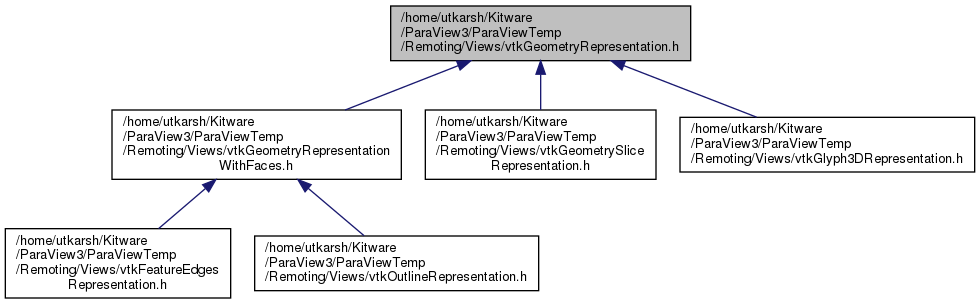 /home/utkarsh/Kitware
/ParaView3/ParaViewTemp
/Remoting/Views/vtkGeometryRepresentation.h
/home/utkarsh/Kitware
/ParaView3/ParaViewTemp
/Remoting/Views/vtkGeometryRepresentation
WithFaces.h
/home/utkarsh/Kitware
/ParaView3/ParaViewTemp
/Remoting/Views/vtkGeometrySlice
Representation.h
/home/utkarsh/Kitware
/ParaView3/ParaViewTemp
/Remoting/Views/vtkGlyph3DRepresentation.h
/home/utkarsh/Kitware
/ParaView3/ParaViewTemp
/Remoting/Views/vtkFeatureEdges
Representation.h
/home/utkarsh/Kitware
/ParaView3/ParaViewTemp
/Remoting/Views/vtkOutlineRepresentation.h